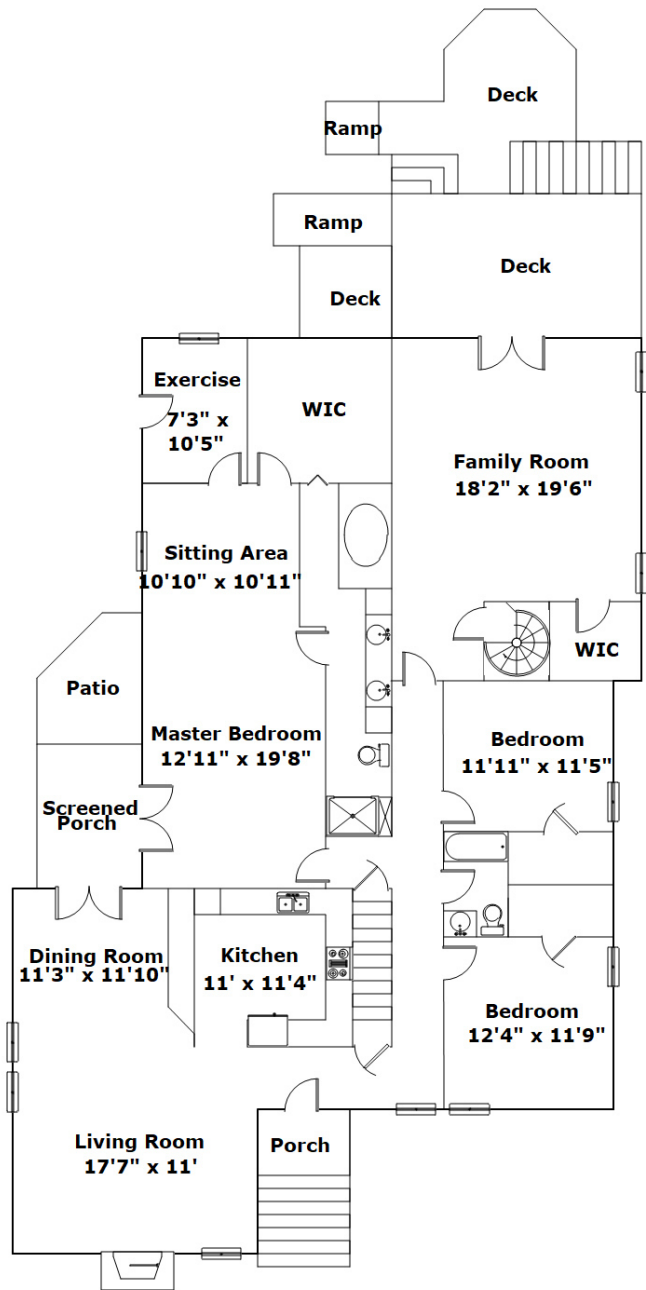 Deck
Ramp
Ramp
Deck
Deck
Exercise
7'3" x
10'5"
WIC
Family Room
18'2" x 19'6"
Sitting Area
10'10" x 10'11"
WIC
Patio
Master Bedroom
12'11" x 19'8"
Bedroom
11'11" x 11'5"
Screened
Porch
Dining Room
11'3" x 11'10"
Kitchen
11' x 11'4"
Bedroom
12'4" x 11'9"
Living Room
17'7" x 11'
Porch